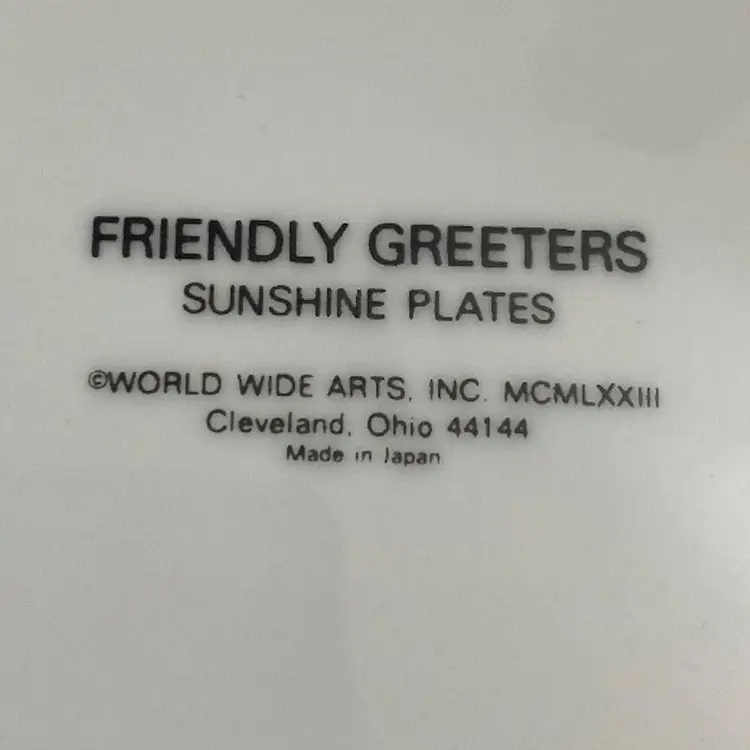 FRIENDLY GREETERS
SUNSHINE PLATES
©WORLD WIDE ARTS, INC. MCMLXXIII
Cleveland, Ohio 44144
Made in Japan